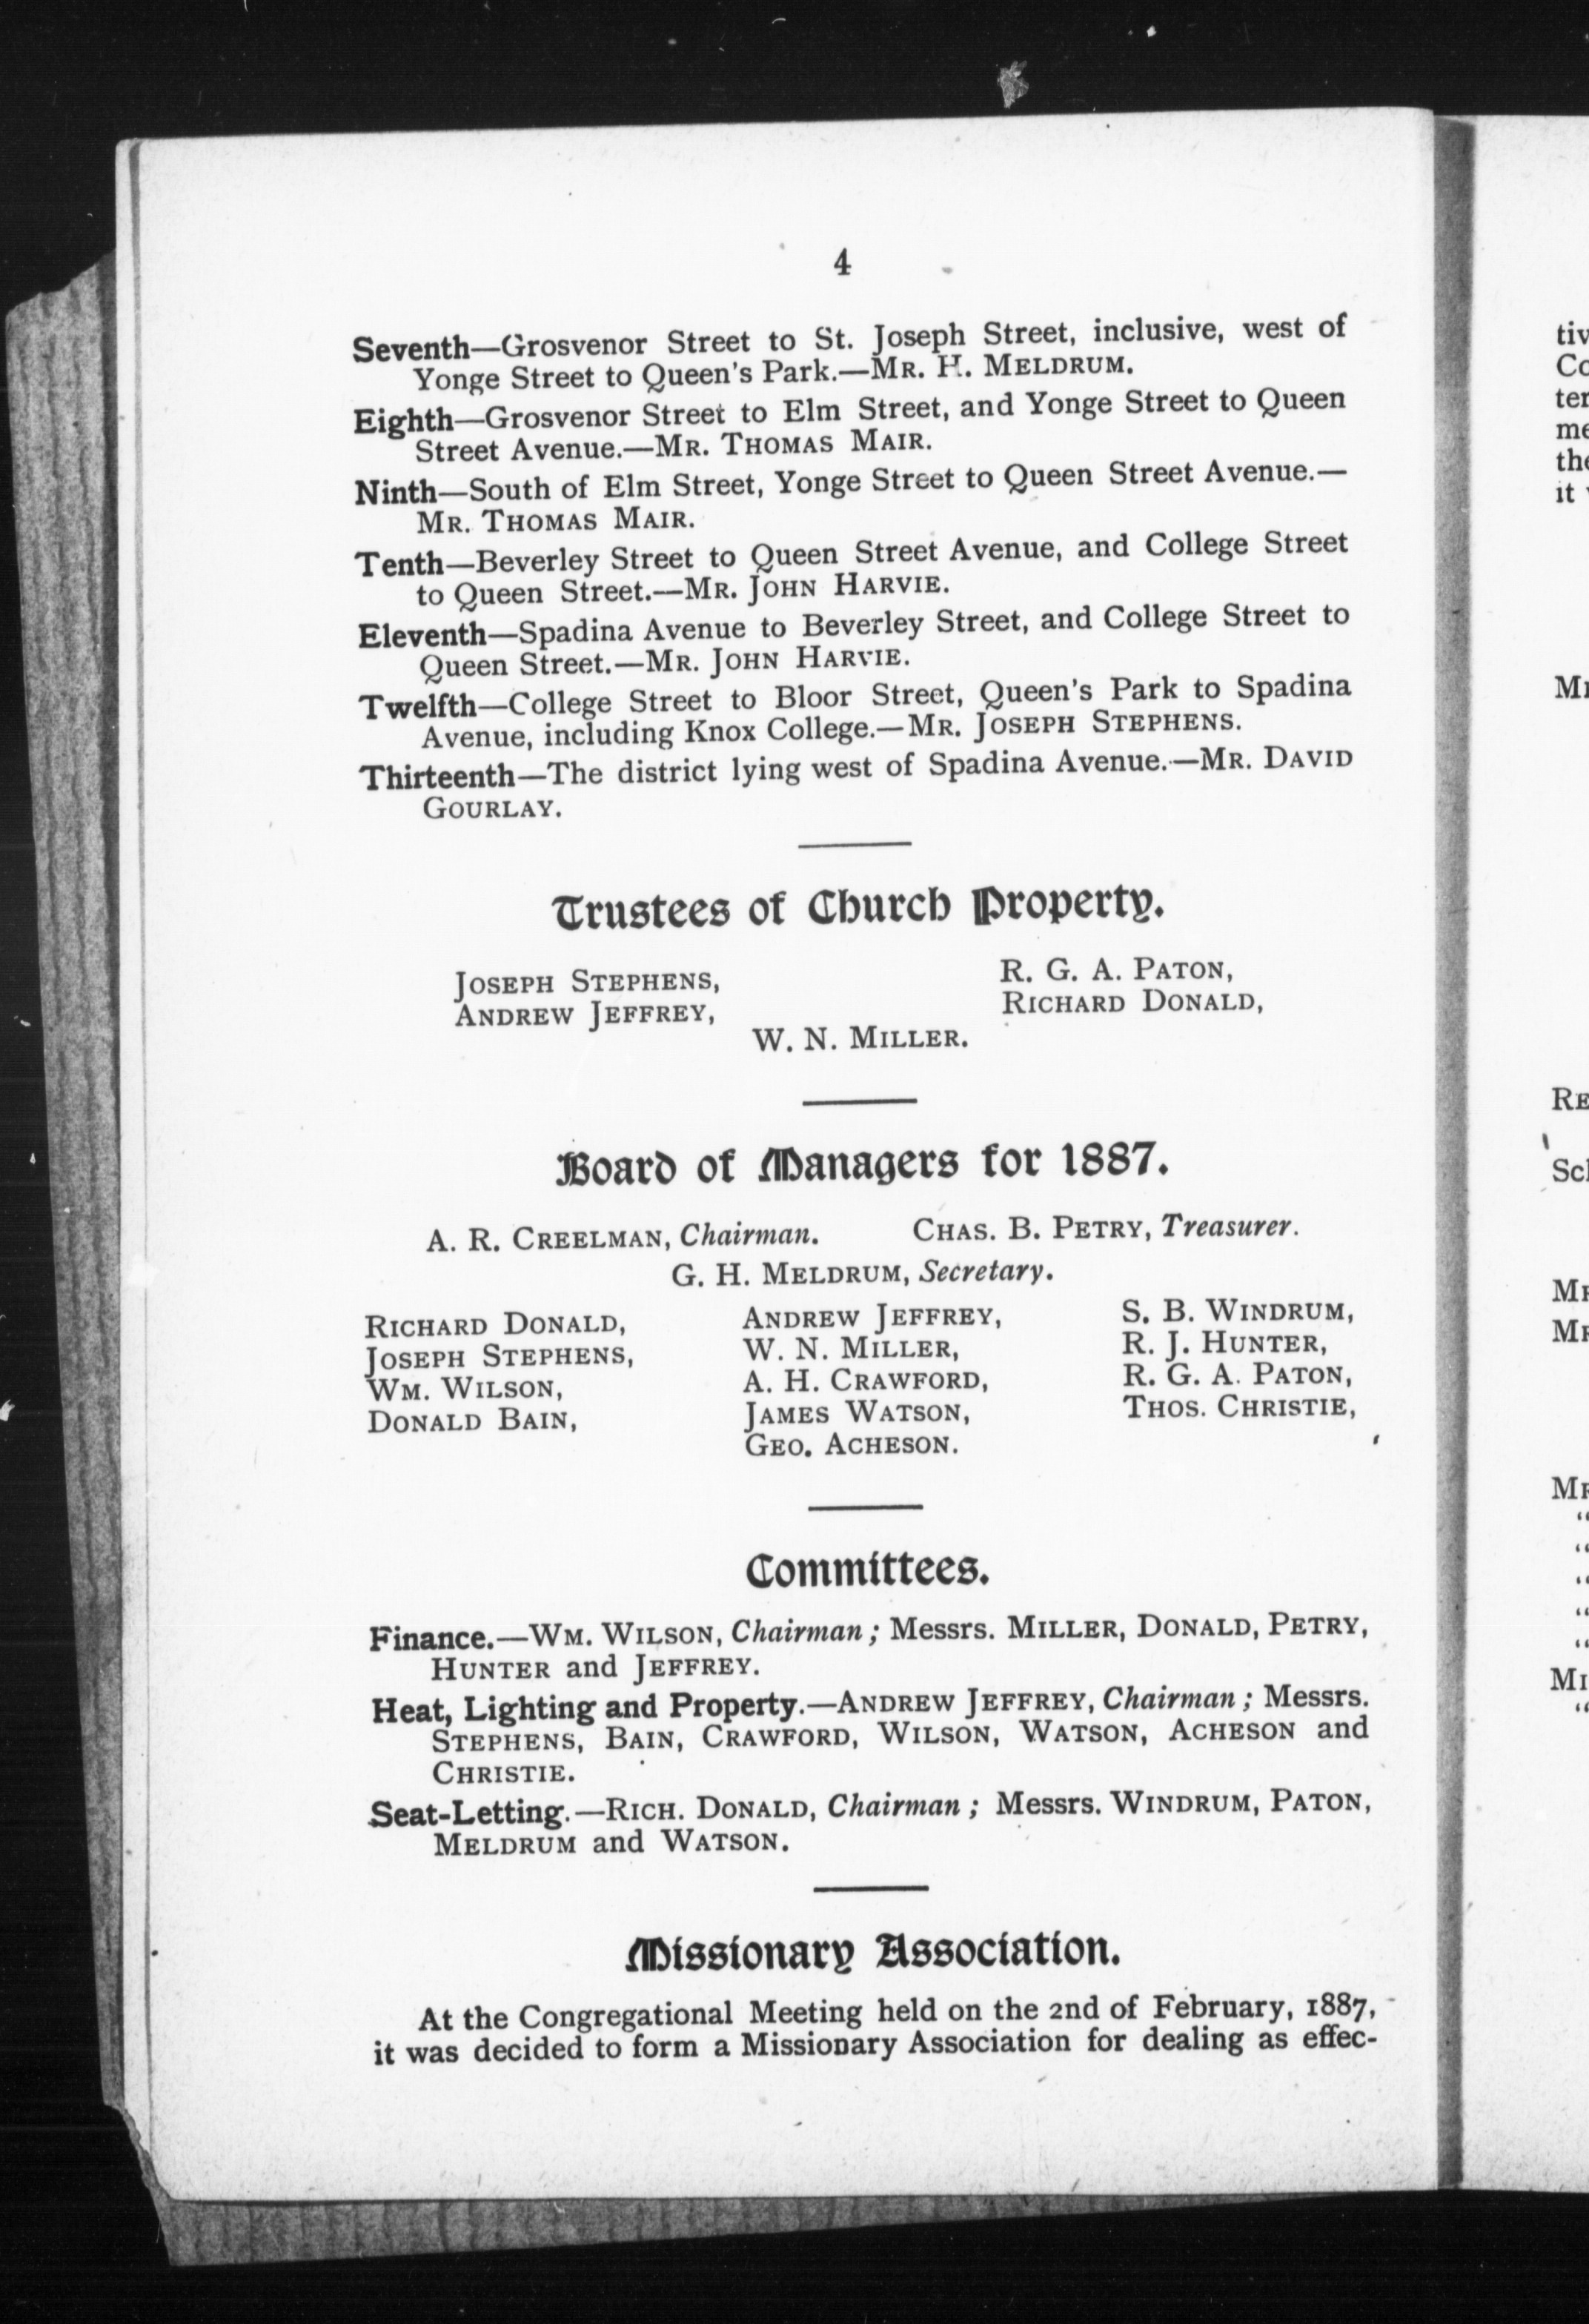 4
Seventh—Grosvenor Street to St. Joseph Street, inclusive, west of
Yonge Street to Queen's Park.—MR. H. MELDRUM.
Eighth—Grosvenor Street to Elm Street, and Yonge Street to Queen
Street Avenue.—MR. THOMAS MAIR.
Ninth—South of Elm Street, Yonge Street to Queen Street Avenue.—
MR. THOMAS MAIR.
Tenth—Beverley Street to Queen Street Avenue, and College Street
to Queen Street.—MR. JOHN HARVIE.
Eleventh—Spadina Avenue to Beverley Street, and College Street to
Queen Street.—MR. JOHN HARVIE.
Twelfth—College Street to Bloor Street, Queen's Park to Spadina
Avenue, including Knox College.—MR. JOSEPH STEPHENS.
Thirteenth—The district lying west of Spadina Avenue.—MR. DAVID
GOURLAY.
Trustees of Church Property.
JOSEPH STEPHENS, R. G. A. PATON,
ANDREW JEFFREY, RICHARD DONALD,
W. N. MILLER.
Board of Managers for 1887.
A. R. CREELMAN, Chairman. CHAS. B. PETRY, Treasurer.
G. H. MELDRUM, Secretary.
RICHARD DONALD, ANDREW JEFFREY, S. B. WINDRUM,
JOSEPH STEPHENS, W. N. MILLER, R. J. HUNTER,
WM. WILSON, A. H. CRAWFORD, R. G. A. PATON,
DONALD BAIN, JAMES WATSON, THOS. CHRISTIE,
GEO. ACHESON.
Committees.
Finance.—WM. WILSON, Chairman; Messrs. MILLER, DONALD, PETRY,
HUNTER and JEFFREY.
Heat, Lighting and Property.—ANDREW JEFFREY, Chairman; Messrs.
STEPHENS, BAIN, CRAWFORD, WILSON, WATSON, ACHESON and
CHRISTIE.
Seat-Letting.—RICH. DONALD, Chairman; Messrs. WINDRUM, PATON,
MELDRUM and WATSON.
Missionary Association.
At the Congregational Meeting held on the 2nd of February, 1887,
it was decided to form a Missionary Association for dealing as effec-